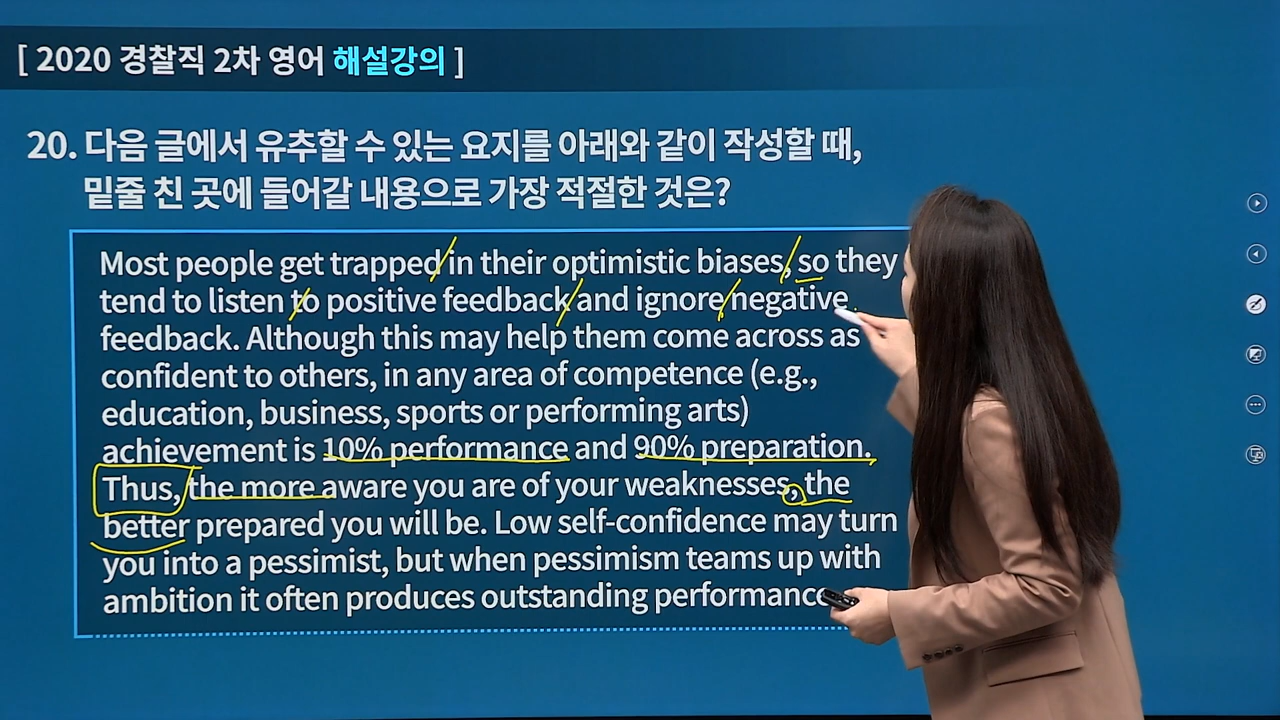 [ 2020 경찰직 2차 영어 해설강의 ]
20. 다음 글에서 유추할 수 있는 요지를 아래와 같이 작성할 때,
밑줄 친 곳에 들어갈 내용으로 가장 적절한 것은?
Most people get trapped in their optimistic biases, so they
tend to listen to positive feedback and ignore negative
feedback. Although this may help them come across as
confident to others, in any area of competence (e.g.,
education, business, sports or performing arts)
achievement is 10% performance and 90% preparation.
Thus, the more aware you are of your weaknesses, the
better prepared you will be. Low self-confidence may turn
you into a pessimist, but when pessimism teams up with
ambition it often produces outstanding performance